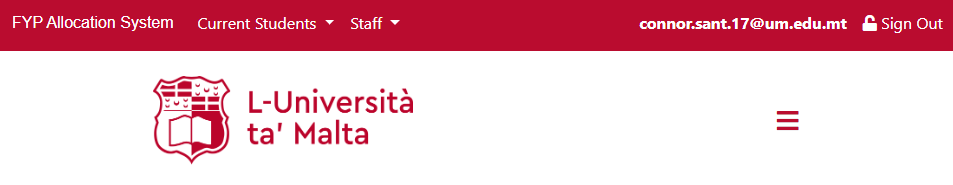 FYP Allocation System Current Students Staff connor.sant.17@um.edu.mt Sign Out
L-Università
ta' Malta